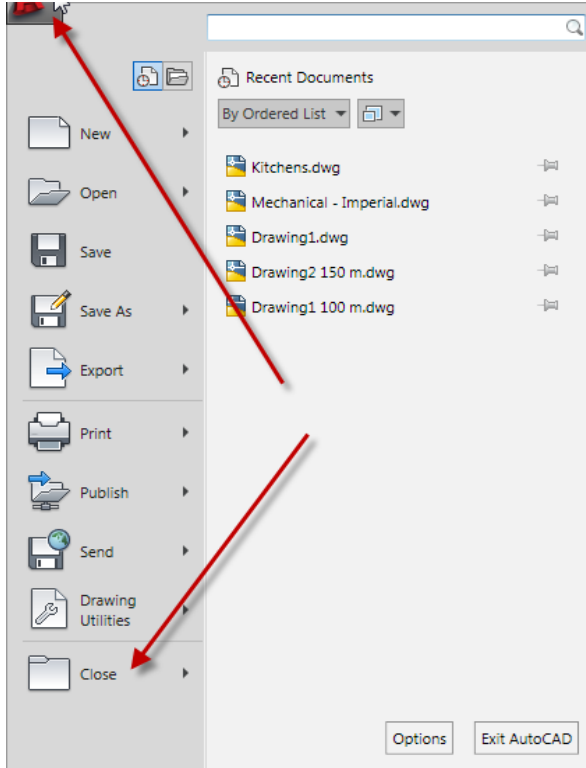 Recent Documents
By Ordered List
New
Kitchens.dwg
Open
Mechanical - Imperial.dwg
Drawing1.dwg
Save
Drawing2 150 m.dwg
Save As
Drawing1 100 m.dwg
Export
Print
Publish
Send
Drawing
Utilities
Close
Options
Exit AutoCAD